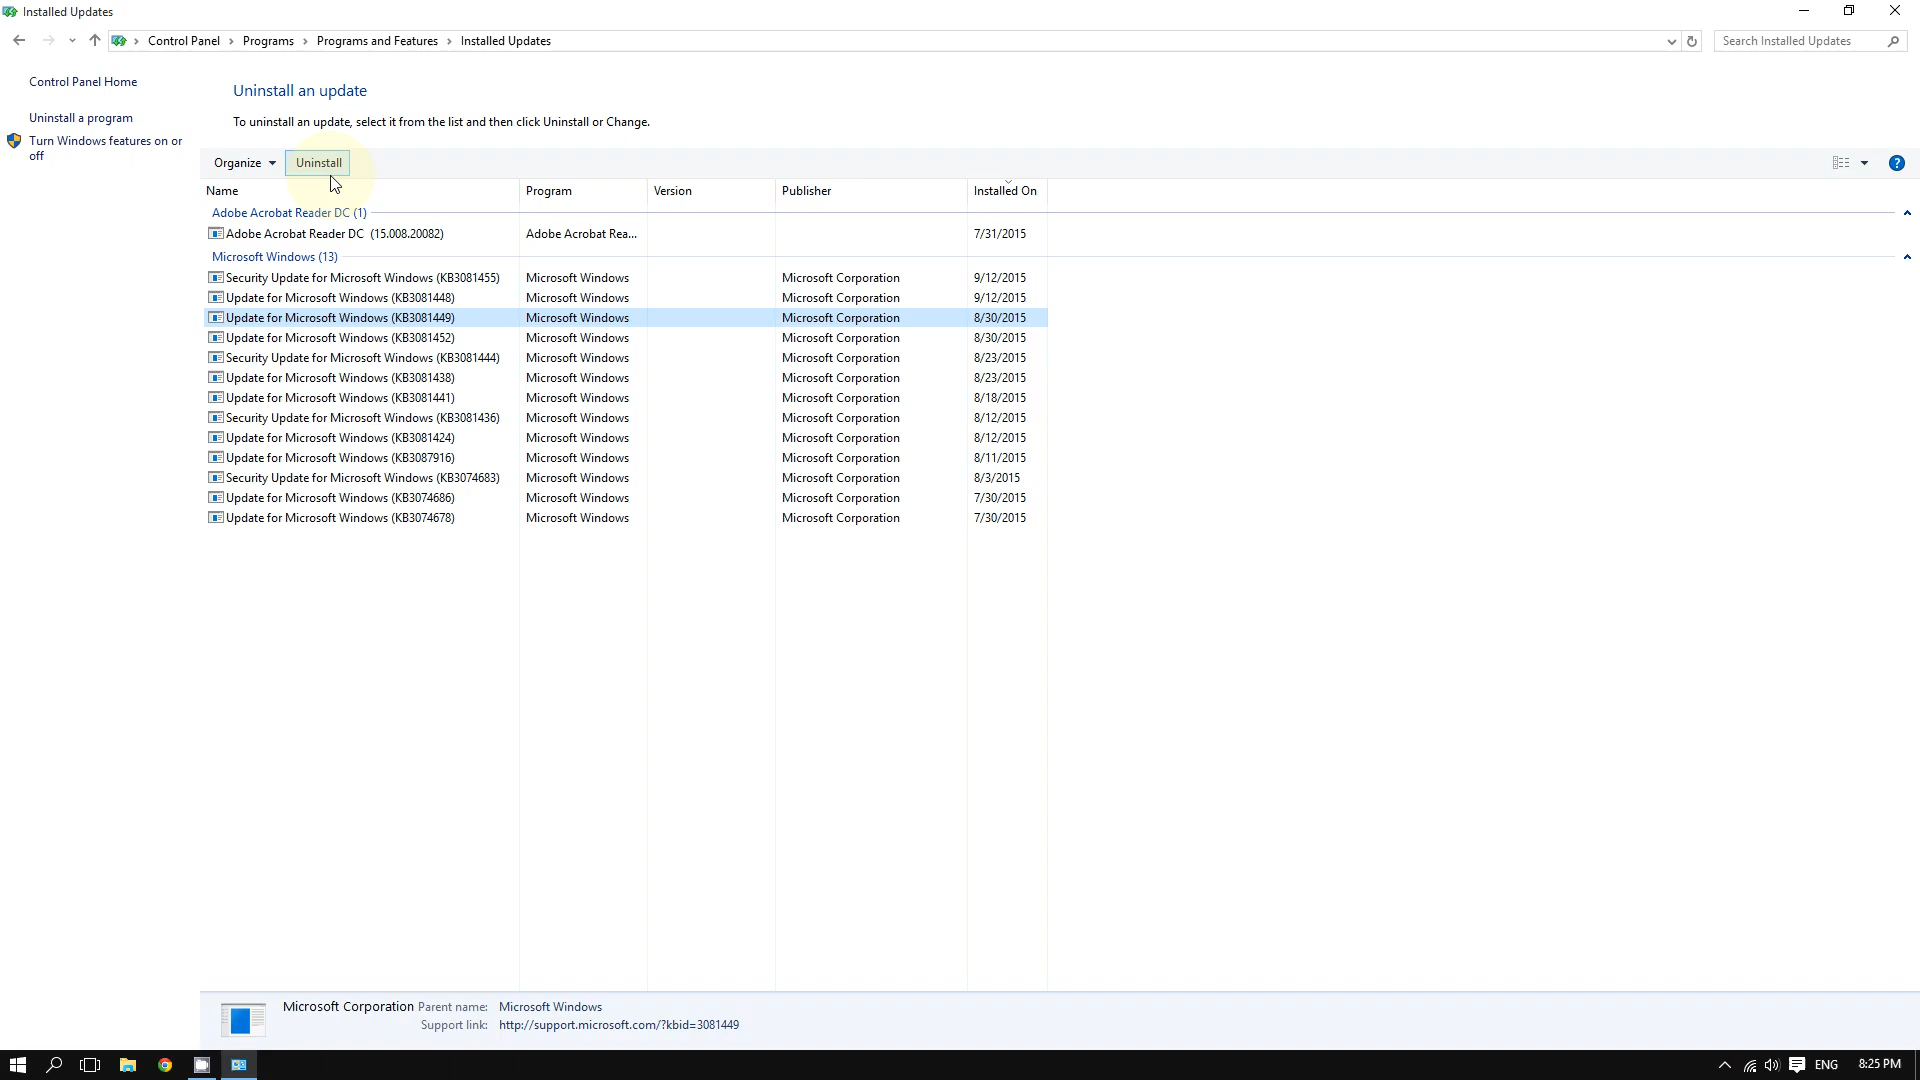 Installed Updates
Control Panel > Programs > Programs and Features > Installed Updates
Search Installed Updates
Control Panel Home
Uninstall a program
Turn Windows features on or
off
Uninstall an update
To uninstall an update, select it from the list and then click Uninstall or Change.
Organize Uninstall
Name Program Version Publisher Installed On
Adobe Acrobat Reader DC (1)
Adobe Acrobat Reader DC (15.008.20082) Adobe Acrobat Rea... 7/31/2015
Microsoft Windows (13)
Security Update for Microsoft Windows (KB3081455) Microsoft Windows Microsoft Corporation 9/12/2015
Update for Microsoft Windows (KB3081448) Microsoft Windows Microsoft Corporation 9/12/2015
Update for Microsoft Windows (KB3081449) Microsoft Windows Microsoft Corporation 8/30/2015
Update for Microsoft Windows (KB3081452) Microsoft Windows Microsoft Corporation 8/30/2015
Security Update for Microsoft Windows (KB3081444) Microsoft Windows Microsoft Corporation 8/23/2015
Update for Microsoft Windows (KB3081438) Microsoft Windows Microsoft Corporation 8/23/2015
Update for Microsoft Windows (KB3081441) Microsoft Windows Microsoft Corporation 8/18/2015
Security Update for Microsoft Windows (KB3081436) Microsoft Windows Microsoft Corporation 8/12/2015
Update for Microsoft Windows (KB3081424) Microsoft Windows Microsoft Corporation 8/12/2015
Update for Microsoft Windows (KB3087916) Microsoft Windows Microsoft Corporation 8/11/2015
Security Update for Microsoft Windows (KB3074683) Microsoft Windows Microsoft Corporation 8/3/2015
Update for Microsoft Windows (KB3074686) Microsoft Windows Microsoft Corporation 7/30/2015
Update for Microsoft Windows (KB3074678) Microsoft Windows Microsoft Corporation 7/30/2015
Microsoft Corporation Parent name: Microsoft Windows
Support link: http://support.microsoft.com/?kbid=3081449
ENG 8:25 PM